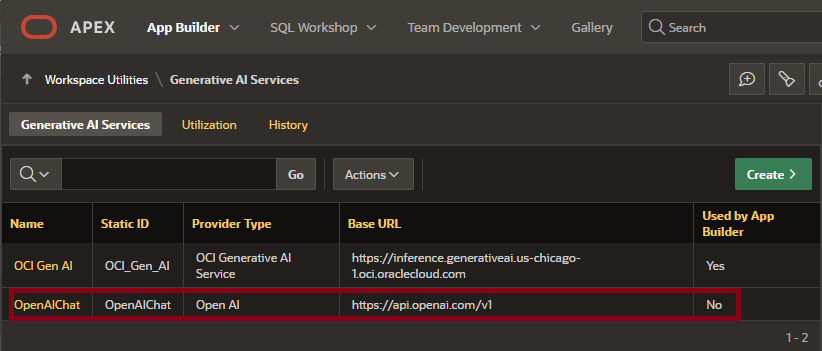 APEX App Builder SQL Workshop Team Development Gallery Search
Workspace Utilities \ Generative AI Services
Generative AI Services Utilization History
Go Actions Create
Name Static ID Provider Type Base URL Used by App
Builder
OCI Gen AI OCI_Gen_AI OCI Generative AI
Service https://inference.generativeai.us-chicago-
1.oci.oraclecloud.com Yes
OpenAIChat OpenAIChat Open AI https://api.openai.com/v1 No
1 - 2